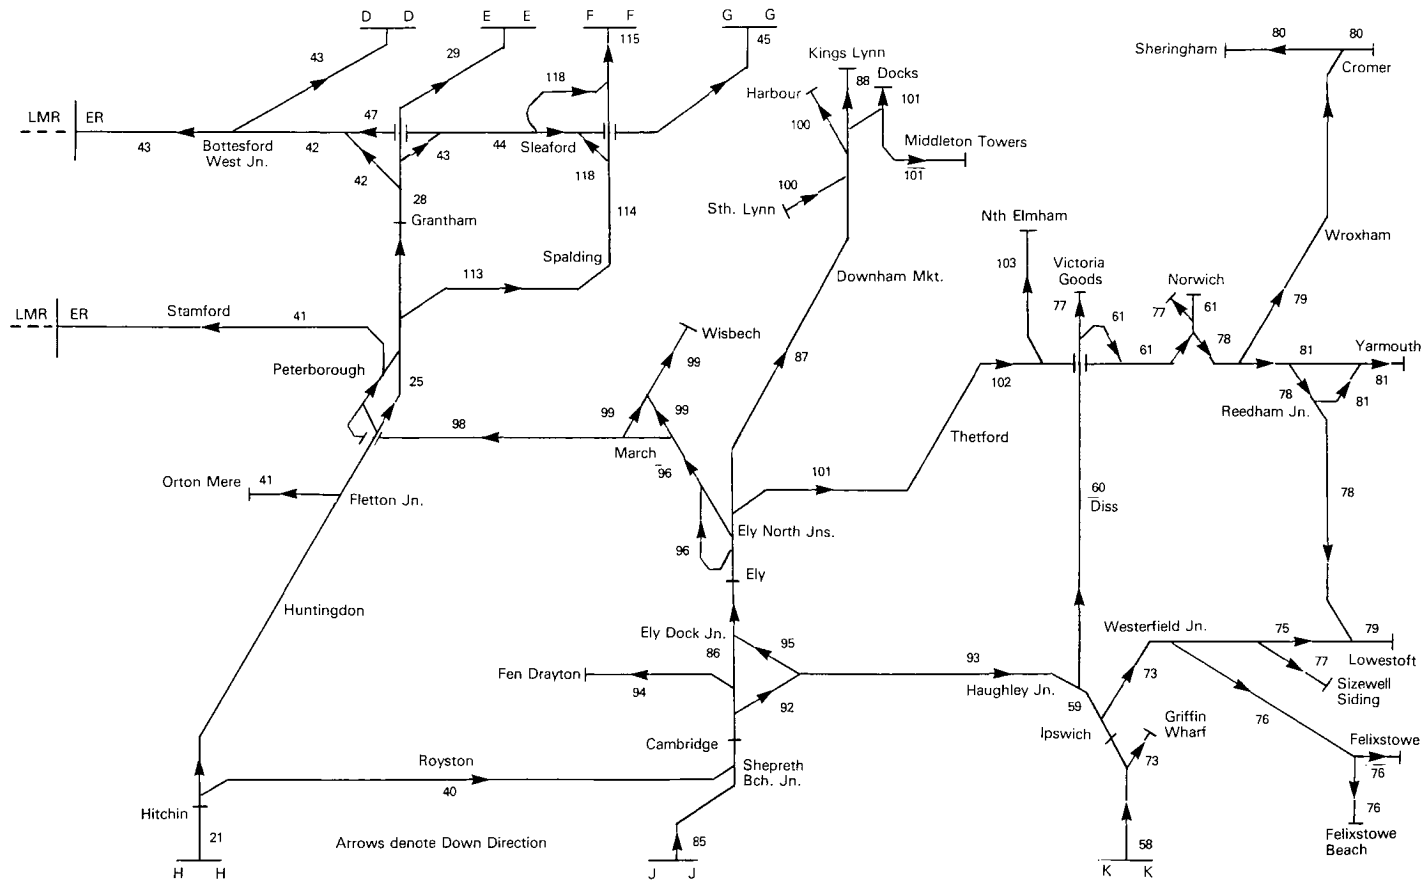 D D
E E
F F
G G
115
45
43
29
118
47
LMR ER
43
Bottesford
West Jn.
42
43
44
Sleaford
42
118
28
Grantham
114
Spalding
113
LMR ER
Stamford
41
Peterborough
25
98
Orton Mere
41
Fletton Jn.
Huntingdon
Hitchin
21
H H
Royston
40
Arrows denote Down Direction
Kings Lynn
88
Docks
Harbour
101
100
Middleton Towers
101
100
Sth. Lynn
Downham Mkt.
87
Wisbech
99
99
99
March
96
96
Ely North Jns.
Ely
101
Thetford
102
Nth Elmham
103
Victoria
Goods
77
61
61
Norwich
77
61
78
79
Wroxham
Sheringham
80
80
Cromer
81
Yarmouth
81
78
81
Reedham Jn.
78
60
Diss
Ely Dock Jn.
86
95
Fen Drayton
94
92
93
Haughley Jn.
59
Cambridge
Shepreth
Bch. Jn.
85
J J
Westerfield Jn.
73
75
79
Lowestoft
77
Sizewell
Siding
76
Ipswich
Griffin
Wharf
73
58
K K
Felixstowe
76
76
Felixstowe
Beach